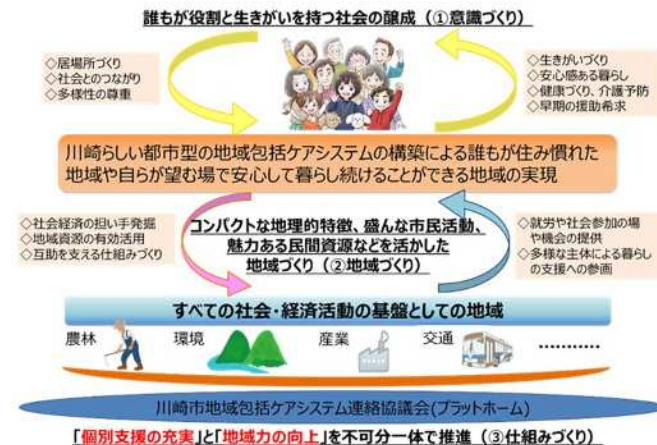 誰もが役割と生きがいを持つ社会の醸成（①意識づくり）
◇居場所づくり
◇社会とのつながり
◇多様性の尊重
◇生きがいづくり
◇安心感ある暮らし
◇健康づくり、介護予防
◇早期の援助希求
川崎らしい都市型の地域包括ケアシステムの構築による誰もが住み慣れた
地域や自らが望む場で安心して暮らし続けることができる地域の実現
◇社会経済の担い手発掘
◇地域資源の有効活用
◇互助を支える仕組みづくり
コンパクトな地理的特徴、盛んな市民活動、
魅力ある民間資源などを活かした
地域づくり（②地域づくり）
◇就労や社会参加の場
や機会の提供
◇多様な主体による暮らし
の支援への参画
すべての社会・経済活動の基盤としての地域
農林 環境 産業 交通 ………..
川崎市地域包括ケアシステム連絡協議会(プラットホーム)
「個別支援の充実」と「地域力の向上」を不可分一体で推進（③仕組みづくり）